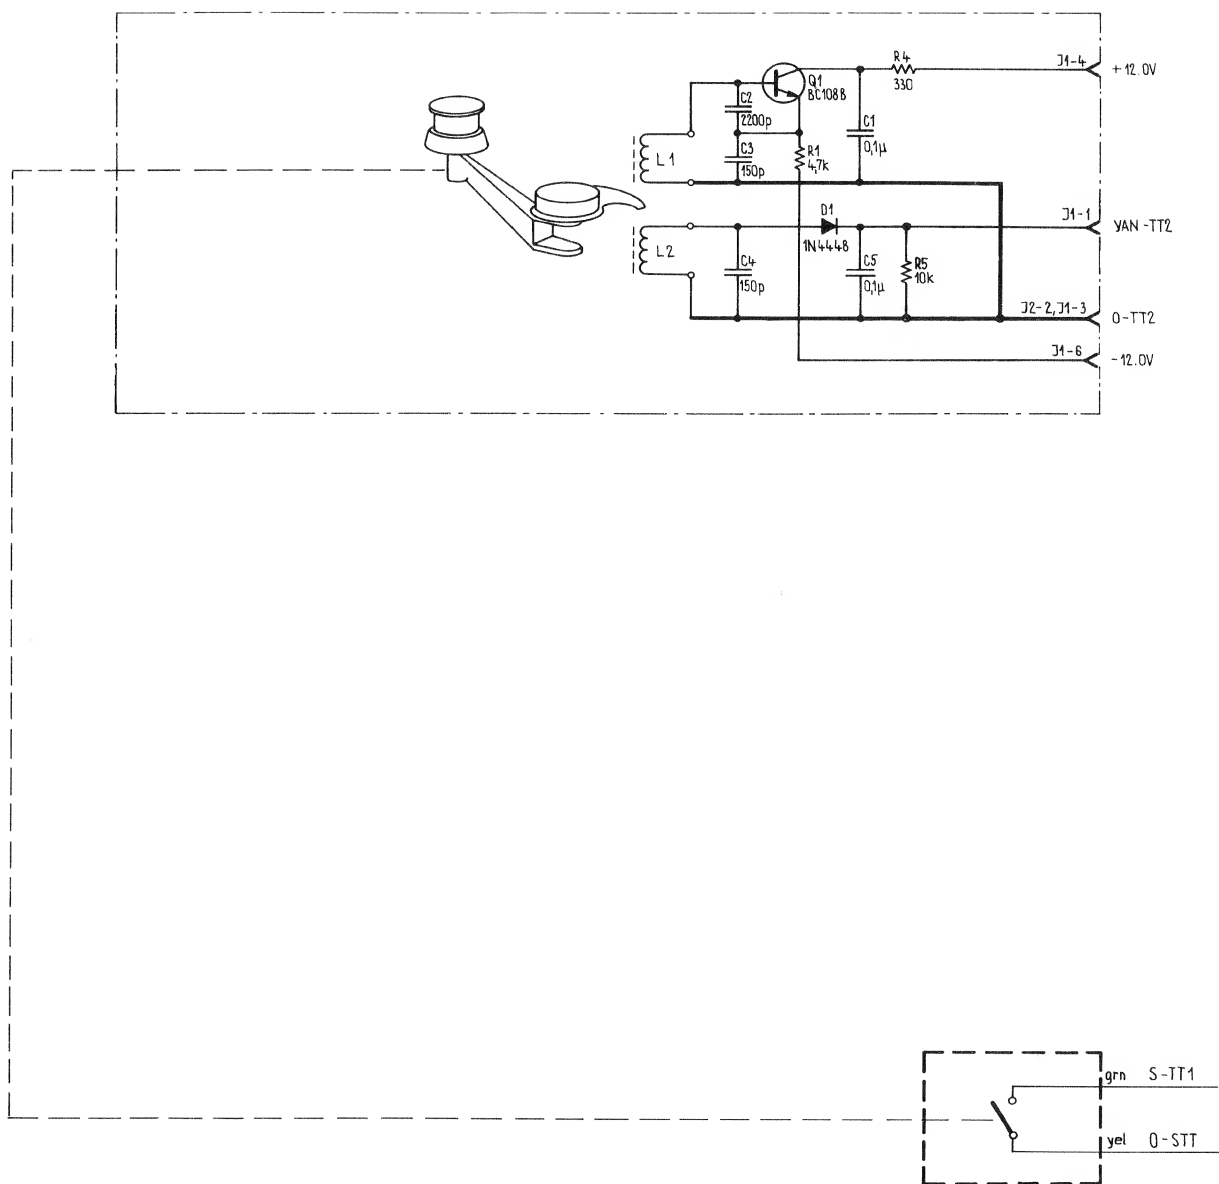 R4
330
J1-4
+12.0V
Q1
BC108B
C2
2200p
C1
0,1µ
L1
C3
150p
R1
4,7k
D1
1N4448
J1-1
YAN-TT2
L2
C4
150p
C5
0,1µ
R5
10k
J2-2, J1-3
0-TT2
J1-6
-12.0V
grn S-TT1
yel 0-STT